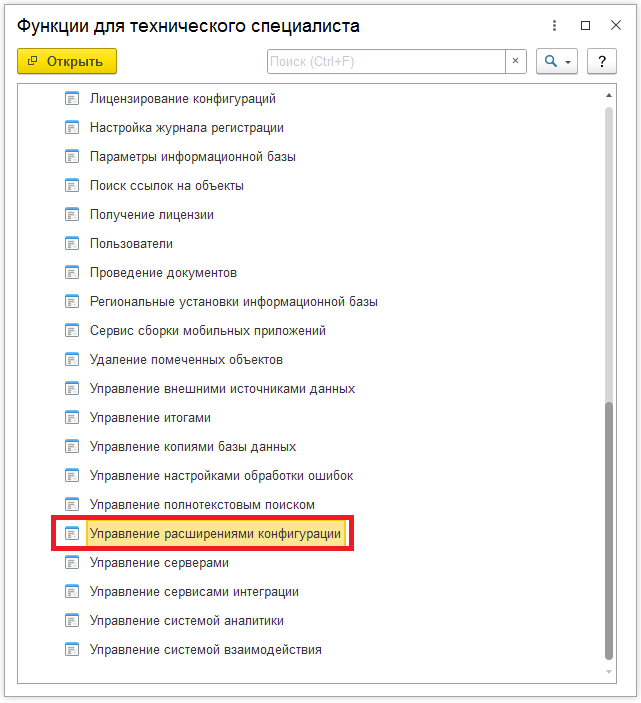 Функции для технического специалиста
Открыть
Поиск (Ctrl+F)
×
?
Лицензирование конфигураций
Настройка журнала регистрации
Параметры информационной базы
Поиск ссылок на объекты
Получение лицензии
Пользователи
Проведение документов
Региональные установки информационной базы
Сервис сборки мобильных приложений
Удаление помеченных объектов
Управление внешними источниками данных
Управление итогами
Управление копиями базы данных
Управление настройками обработки ошибок
Управление полнотекстовым поиском
Управление расширениями конфигурации
Управление серверами
Управление сервисами интеграции
Управление системой аналитики
Управление системой взаимодействия